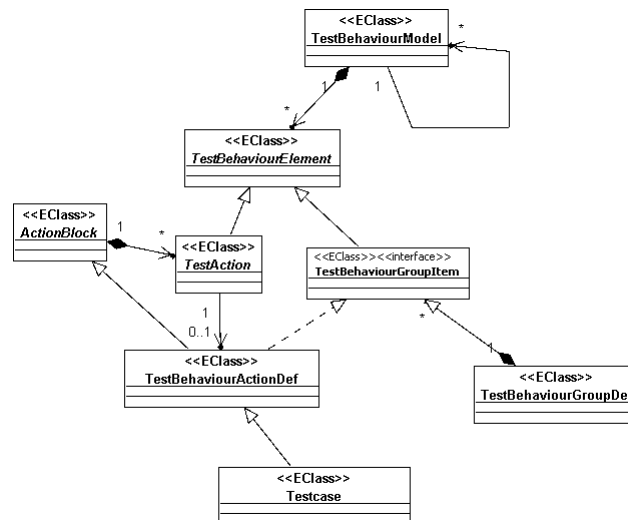 <<EClass>>
TestBehaviourModel
*
1
1
*
<<EClass>>
TestBehaviourElement
<<EClass>>
ActionBlock
1
*
<<EClass>>
TestAction
<<EClass>><<interface>>
TestBehaviourGroupItem
1
0..1
*
1
<<EClass>>
TestBehaviourActionDef
<<EClass>>
TestBehaviourGroupDe
<<EClass>>
Testcase